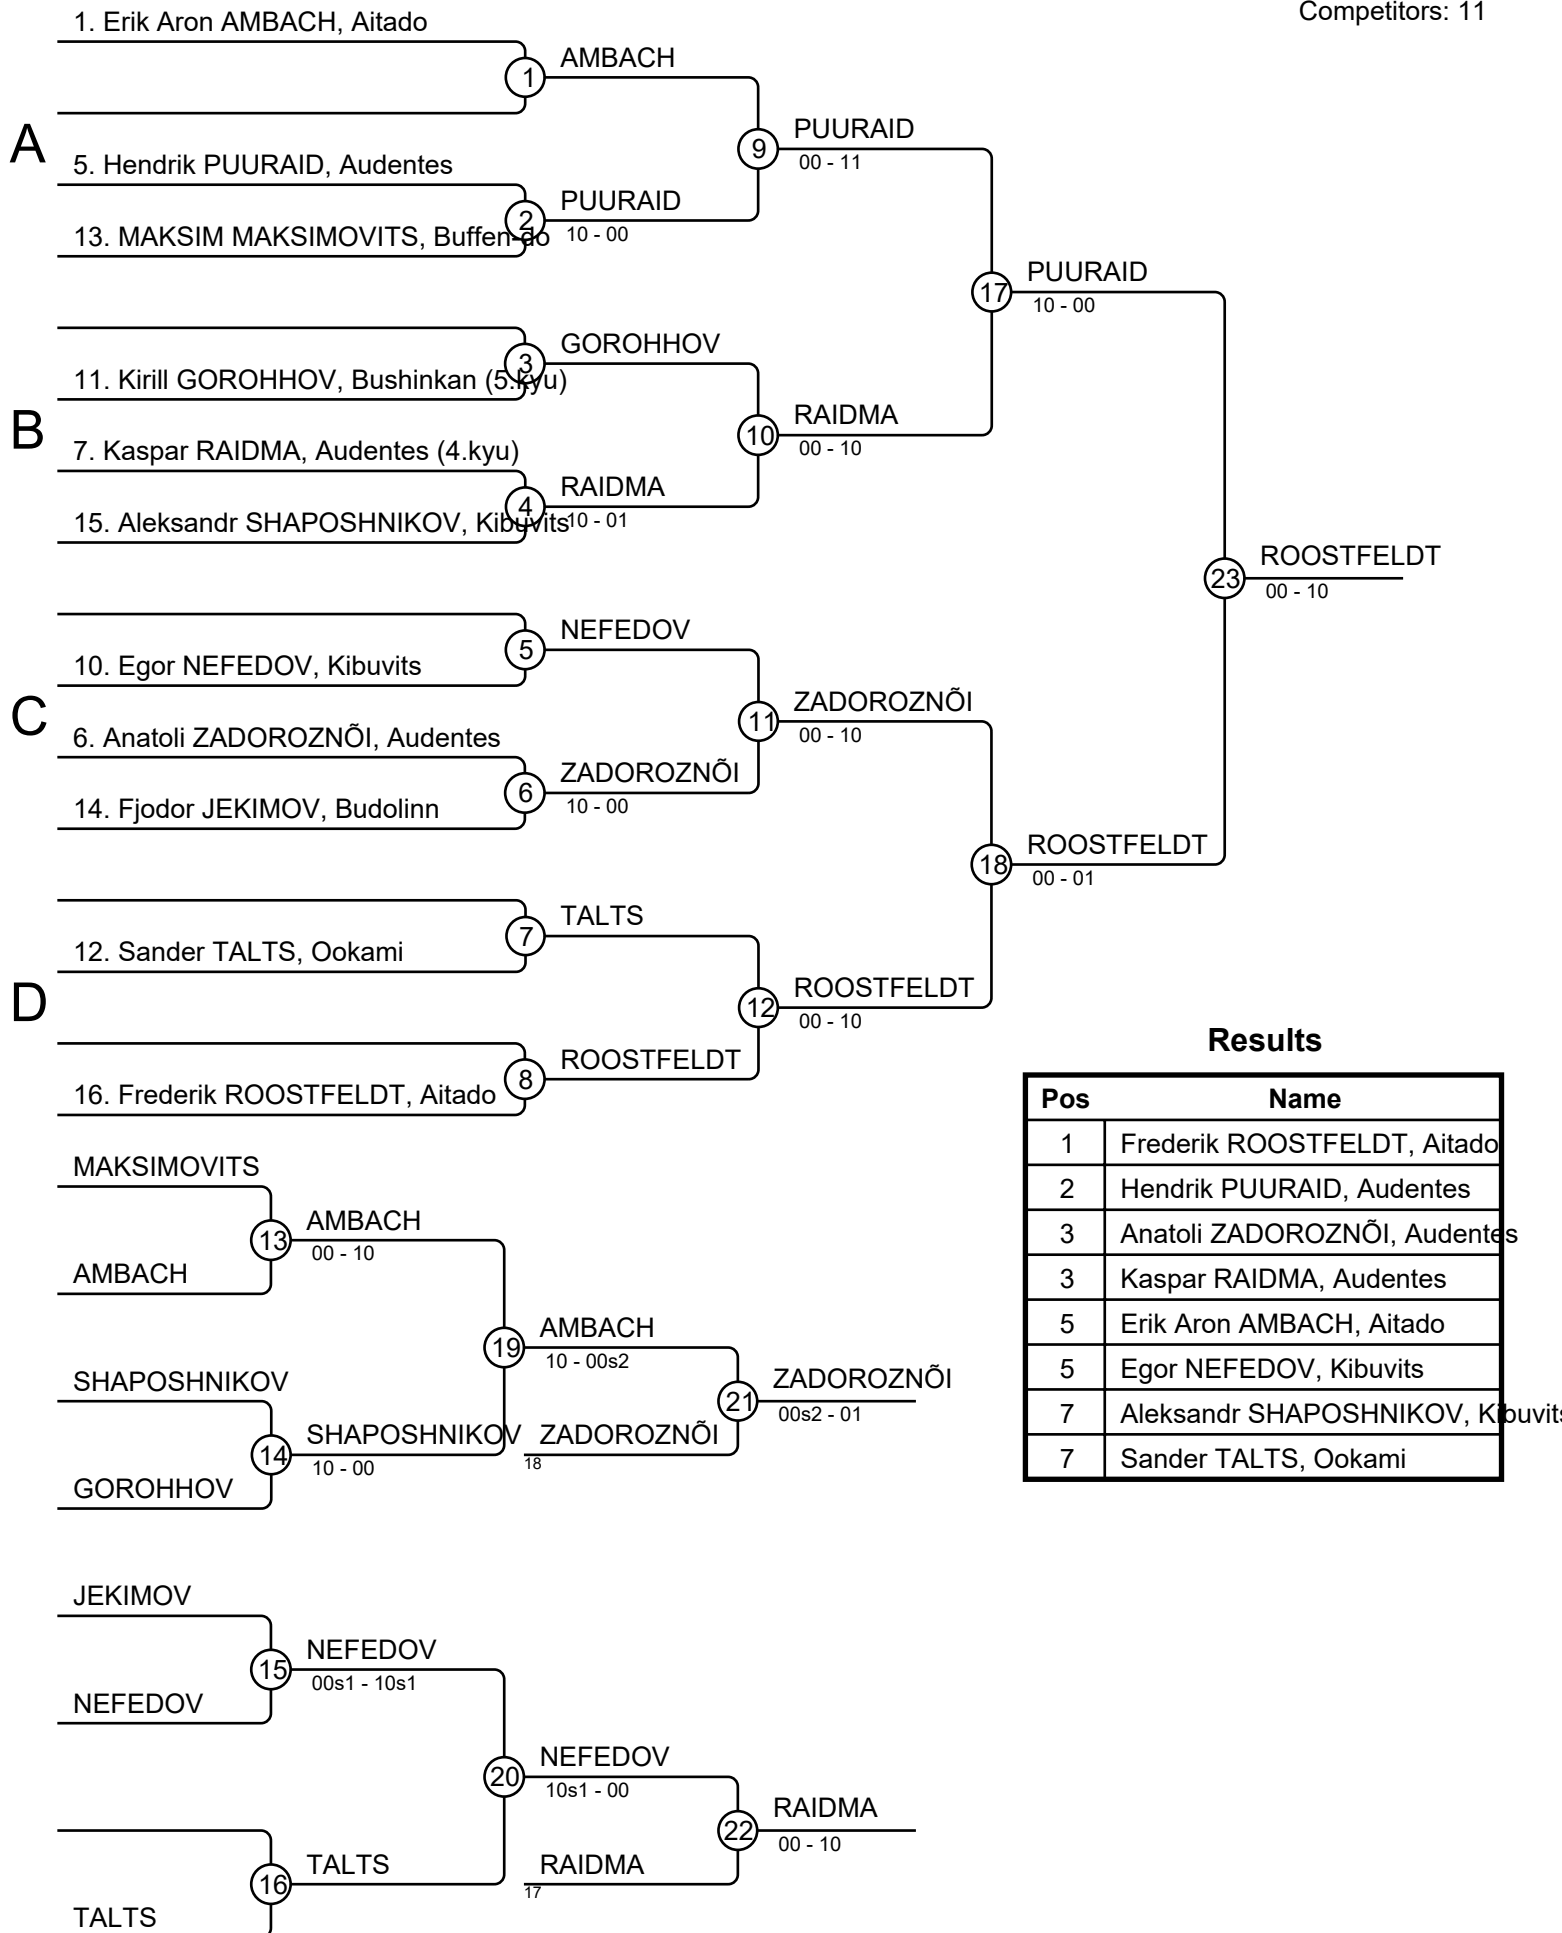 Competitors: 11
1. Erik Aron AMBACH, Aitado
1
AMBACH
A
9
PUURAID
00 - 11
5. Hendrik PUURAID, Audentes
2
PUURAID
10 - 00
13. MAKSIM MAKSIMOVITS, Buffen-do
17
PUURAID
10 - 00
3
GOROHHOV
11. Kirill GOROHHOV, Bushinkan (5.kyu)
B
10
RAIDMA
00 - 10
7. Kaspar RAIDMA, Audentes (4.kyu)
4
RAIDMA
10 - 01
15. Aleksandr SHAPOSHNIKOV, Kibuvits
23
ROOSTFELDT
00 - 10
5
NEFEDOV
10. Egor NEFEDOV, Kibuvits
C
11
ZADOROZNÕI
00 - 10
6. Anatoli ZADOROZNÕI, Audentes
6
ZADOROZNÕI
10 - 00
14. Fjodor JEKIMOV, Budolinn
18
ROOSTFELDT
00 - 01
7
TALTS
12. Sander TALTS, Ookami
D
12
ROOSTFELDT
00 - 10
8
ROOSTFELDT
16. Frederik ROOSTFELDT, Aitado
MAKSIMOVITS
13
AMBACH
00 - 10
AMBACH
19
AMBACH
10 - 00s2
SHAPOSHNIKOV
14
SHAPOSHNIKOV
10 - 00
GOROHHOV
21
ZADOROZNÕI
00s2 - 01
ZADOROZNÕI
18
JEKIMOV
15
NEFEDOV
00s1 - 10s1
NEFEDOV
20
NEFEDOV
10s1 - 00
22
RAIDMA
00 - 10
16
TALTS
RAIDMA
17
TALTS
Results
Pos Name
1 Frederik ROOSTFELDT, Aitado
2 Hendrik PUURAID, Audentes
3 Anatoli ZADOROZNÕI, Audentes
3 Kaspar RAIDMA, Audentes
5 Erik Aron AMBACH, Aitado
5 Egor NEFEDOV, Kibuvits
7 Aleksandr SHAPOSHNIKOV, Kibuvits
7 Sander TALTS, Ookami